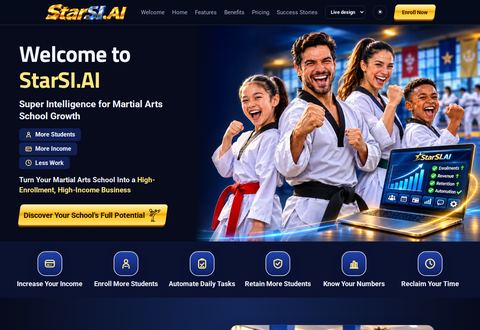 StarSI.AI
Welcome
Home
Features
Benefits
Pricing
Success Stories
Live design
Enroll Now
Welcome to
StarSI.AI
Super Intelligence for Martial Arts
School Growth
More Students
More Income
Less Work
Turn Your Martial Arts School Into a High-
Enrollment, High-Income Business
Discover Your School's Full Potential
StarSI.AI
Enrollments
Revenue
Retention
Automation
Increase Your Income
Enroll More Students
Automate Daily Tasks
Retain More Students
Know Your Numbers
Reclaim Your Time